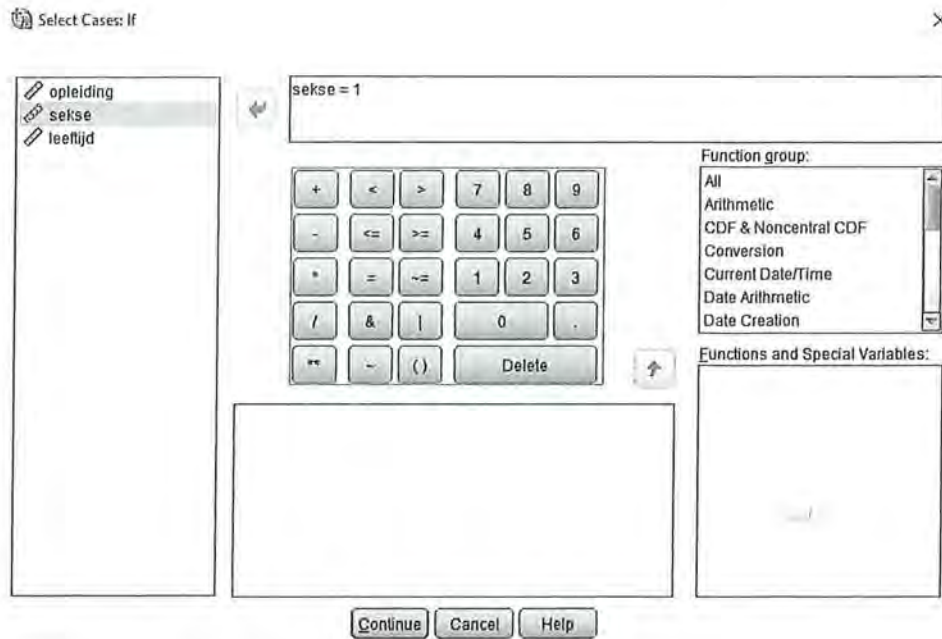 Select Cases: If
opleiding
sekse
leeftijd
sekse = 1
+ < > 7 8 9
- <= >= 4 5 6
* = ~= 1 2 3
/ & | 0 .
** ~ ( ) Delete
Function group:
All
Arithmetic
CDF & Noncentral CDF
Conversion
Current Date/Time
Date Arithmetic
Date Creation
Functions and Special Variables:
Continue Cancel Help